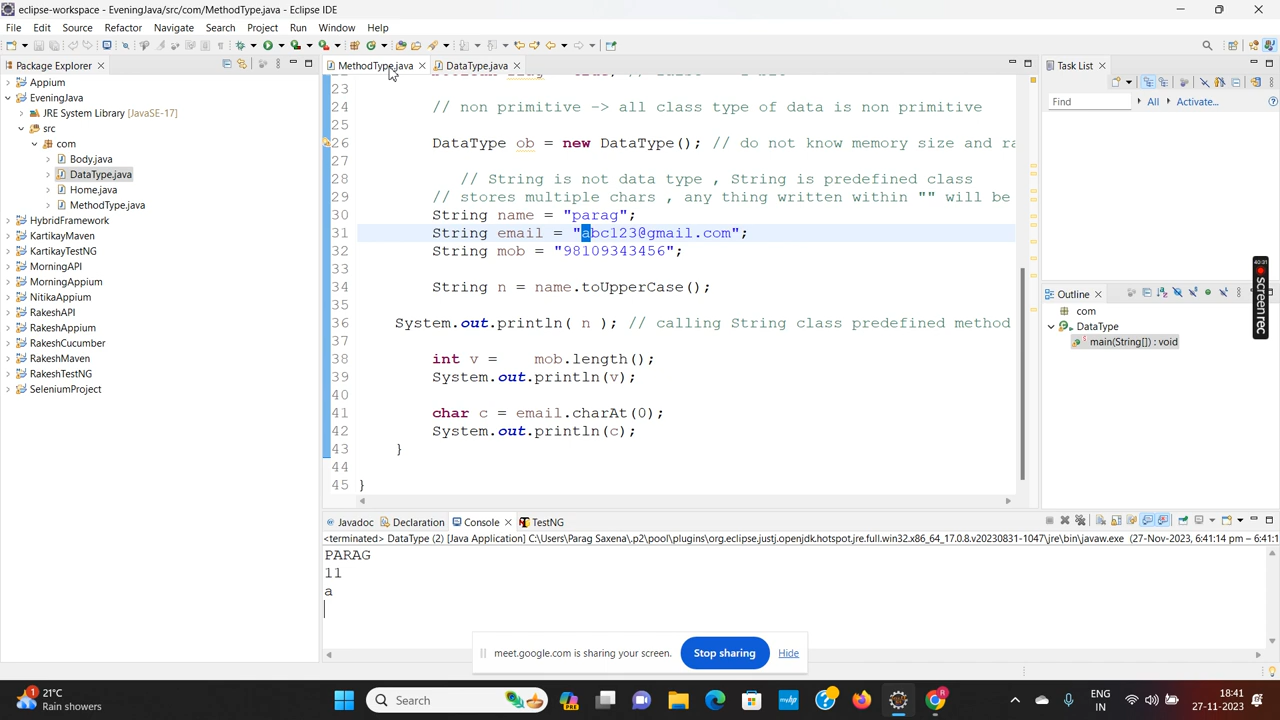 eclipse-workspace - EveningJava/src/com/MethodType.java - Eclipse IDE
File Edit Source Refactor Navigate Search Project Run Window Help
Package Explorer
Appium
EveningJava
JRE System Library [JavaSE-17]
src
com
Body.java
DataType.java
Home.java
MethodType.java
HybridFramework
KartikayMaven
KartikayTestNG
MorningAPI
MorningAppium
NitikaAppium
RakeshAPI
RakeshAppium
RakeshCucumber
RakeshMaven
RakeshTestNG
SeleniumProject
MethodType.java DataType.java
23
24 // non primitive -> all class type of data is non primitive
25
26 DataType ob = new DataType(); // do not know memory size and ra
27
28 // String is not data type , String is predefined class
29 // stores multiple chars , any thing written within "" will be
30 String name = "parag";
31 String email = "abc123@gmail.com";
32 String mob = "98109343456";
33
34 String n = name.toUpperCase();
35
36 System.out.println( n ); // calling String class predefined method
37
38 int v = mob.length();
39 System.out.println(v);
40
41 char c = email.charAt(0);
42 System.out.println(c);
43 }
44
45 }
Task List
Find All Activate...
Outline
com
DataType
main(String[]) : void
40:31
screen rec
Javadoc Declaration Console TestNG
<terminated> DataType (2) [Java Application] C:\Users\Parag Saxena\.p2\pool\plugins\org.eclipse.justj.openjdk.hotspot.jre.full.win32.x86_64_17.0.8.v20230831-1047\jre\bin\javaw.exe (27-Nov-2023, 6:41:14 pm – 6:41:1
PARAG
11
a
meet.google.com is sharing your screen. Stop sharing Hide
1
21°C
Rain showers
Search
PRE
ENG
IN
18:41
27-11-2023